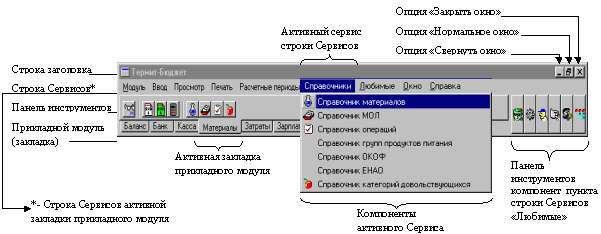 Опция «Закрыть окно»
Активный сервис
строки Сервисов
Опция «Нормальное окно»
Опция «Свернуть окно»
Строка заголовка
Термит-Бюджет
Строка Сервисов*
Модуль Ввод Просмотр Печать Расчетные периоды Справочники Любимые Окно Справка
Панель инструментов
Справочник материалов
Справочник МОЛ
Прикладной модуль
(закладка)
Баланс Банк Касса Материалы Затраты Зарпла
Справочник операций
Справочник групп продуктов питания
Справочник ОКОФ
Справочник ЕНАО
Справочник категорий довольствующихся
Активная закладка
прикладного модуля
Панель
инструментов
компонент пункта
строки Сервисов
«Любимые»
*- Строка Сервисов активной
закладки прикладного модуля
Компоненты
активного Сервиса